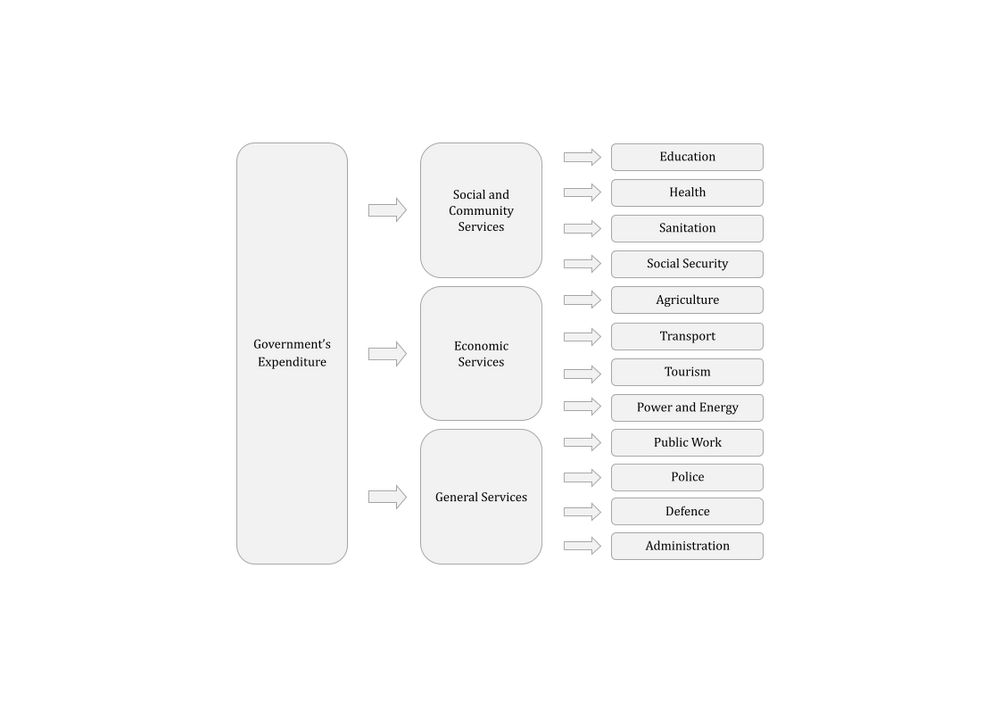 Government's
Expenditure
Social and
Community
Services
Economic
Services
General Services
Education
Health
Sanitation
Social Security
Agriculture
Transport
Tourism
Power and Energy
Public Work
Police
Defence
Administration